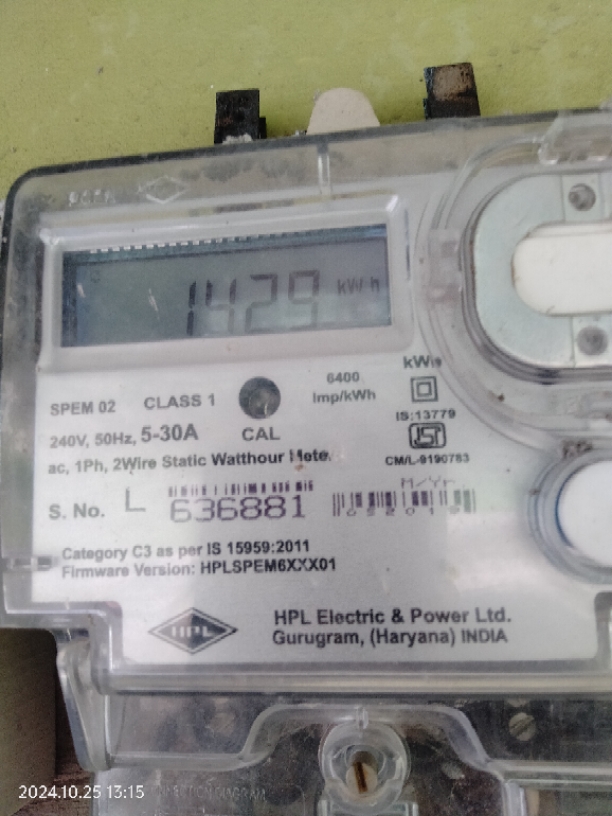 1429 kWh
SPEM 02 CLASS 1
CAL
6400
Imp/kWh
kWh
IS:13779
240V, 50Hz, 5-30A
ac, 1Ph, 2Wire Static Watthour Mete
CM/L-9190783
M/Yr
S. No. L 636881
Category C3 as per IS 15959:2011
Firmware Version: HPLSPEM6XXX01
HPL
HPL Electric & Power Ltd.
Gurugram, (Haryana) INDIA
2024.10.25 13:15